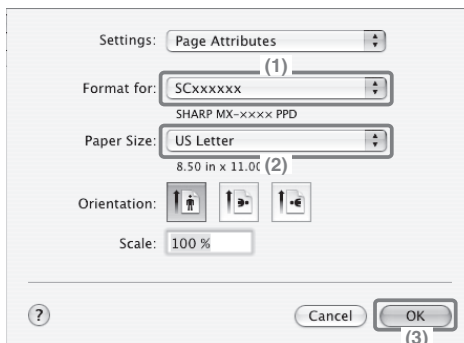 Settings: Page Attributes
(1)
Format for: SCxxxxxx
SHARP MX-×××× PPD
Paper Size: US Letter
8.50 in x 11.00 (2)
Orientation:
Scale: 100 %
? Cancel OK
(3)